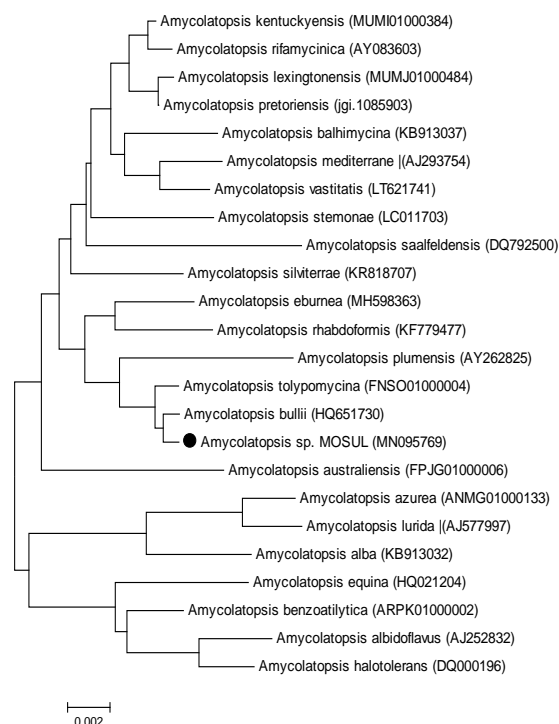 Amycolatopsis kentuckyensis (MUMI01000384)
Amycolatopsis rifamycinica (AY083603)
Amycolatopsis lexingtonensis (MUMJ01000484)
Amycolatopsis pretoriensis (jgi.1085903)
Amycolatopsis balhimycina (KB913037)
Amycolatopsis mediterrane |(AJ293754)
Amycolatopsis vastitatis (LT621741)
Amycolatopsis stemonae (LC011703)
Amycolatopsis saalfeldensis (DQ792500)
Amycolatopsis silviterrae (KR818707)
Amycolatopsis eburnea (MH598363)
Amycolatopsis rhabdoformis (KF779477)
Amycolatopsis plumensis (AY262825)
Amycolatopsis tolypomycina (FNSO01000004)
Amycolatopsis bullii (HQ651730)
Amycolatopsis sp. MOSUL (MN095769)
Amycolatopsis australiensis (FPJG01000006)
Amycolatopsis azurea (ANMG01000133)
Amycolatopsis lurida |(AJ577997)
Amycolatopsis alba (KB913032)
Amycolatopsis equina (HQ021204)
Amycolatopsis benzoatilytica (ARPK01000002)
Amycolatopsis albidoflavus (AJ252832)
Amycolatopsis halotolerans (DQ000196)
0.002